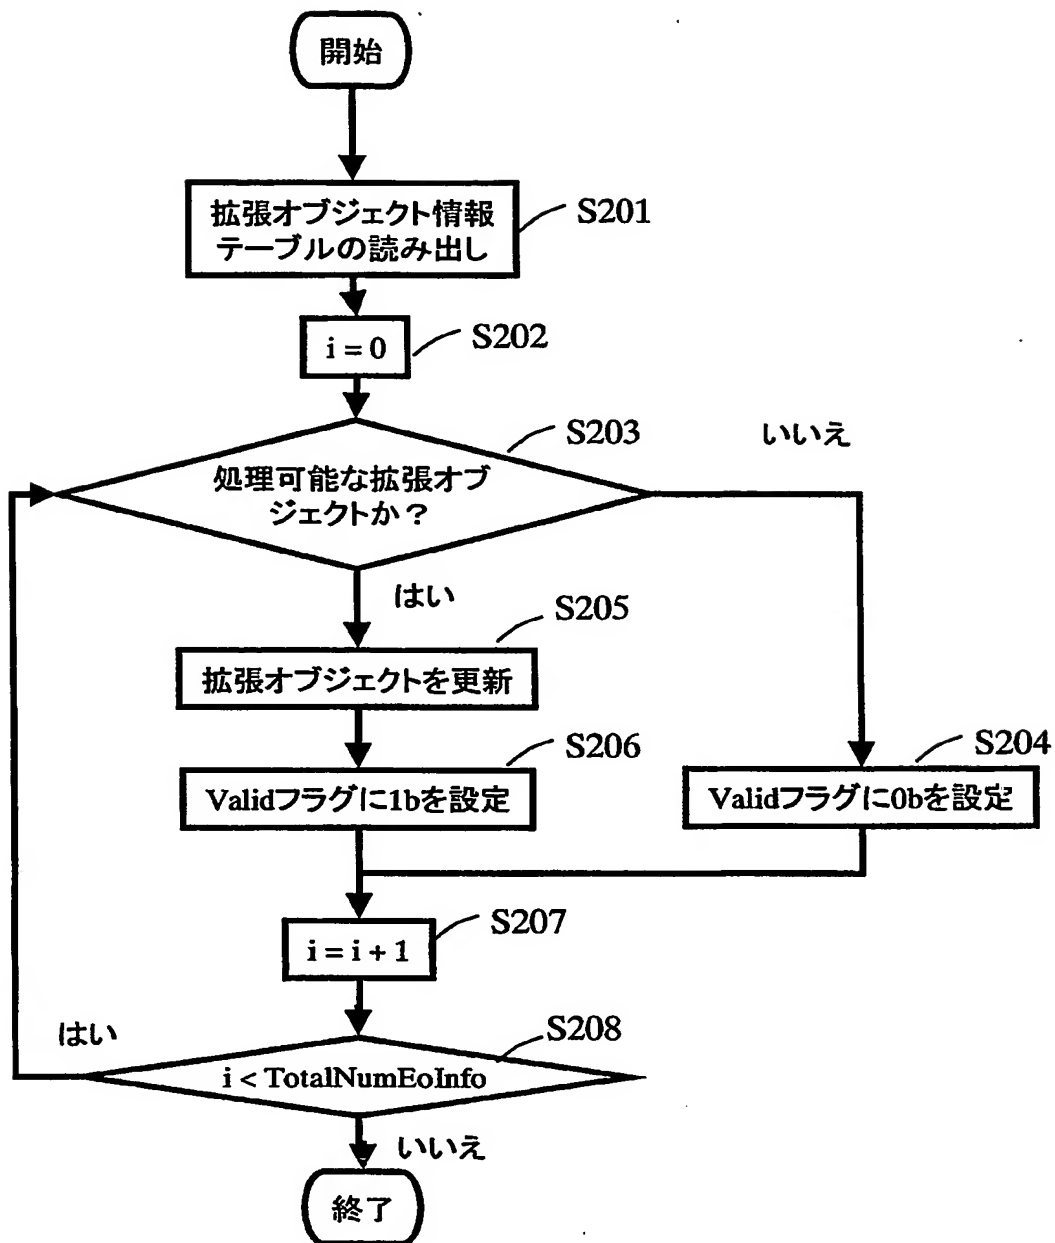 開始
拡張オブジェクト情報
テーブルの読み出し
S201
i = 0
S202
S203
いいえ
処理可能な拡張オブ
ジェクトか？
はい
S205
拡張オブジェクトを更新
S206
Validフラグに1bを設定
S204
Validフラグに0bを設定
S207
i = i + 1
S208
はい
i < TotalNumEoInfo
いいえ
終了